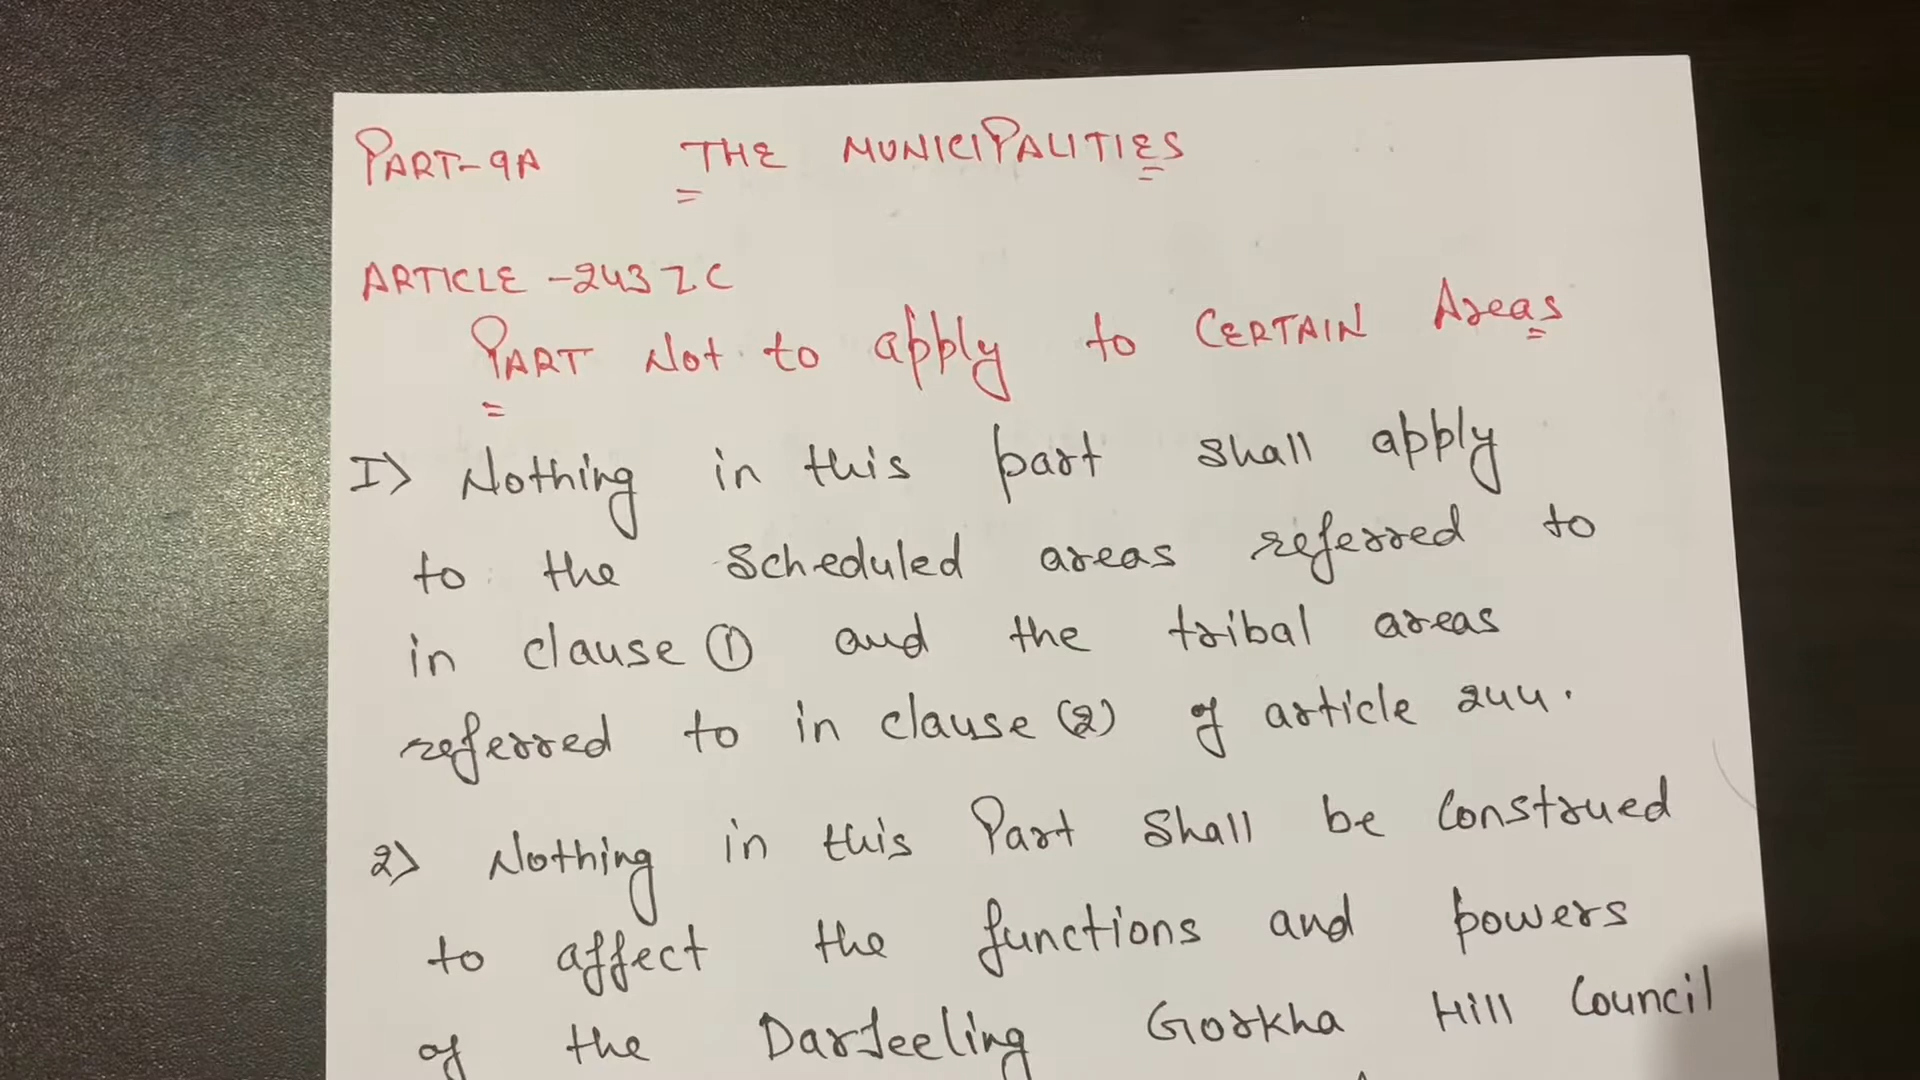 PART-9A THE MUNICIPALITIES
ARTICLE -243 ZC
PART Not to apply to CERTAIN Areas
I) Nothing in this part shall apply
to the scheduled areas referred to
in clause ① and the tribal areas
referred to in clause (2) of article 244.
2) Nothing in this Part shall be construed
to affect the functions and powers
of the Darjeeling Gorkha Hill Council